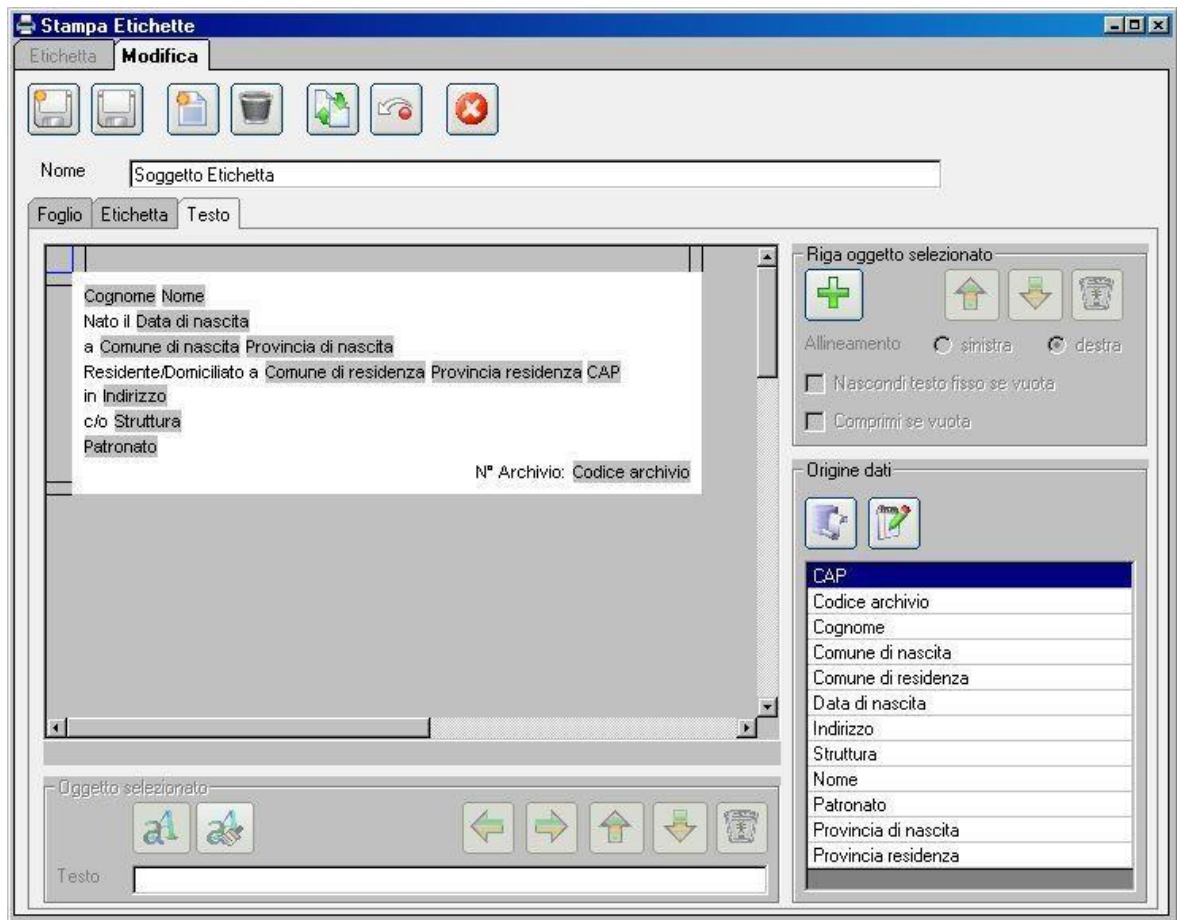 Stampa Etichette
Etichetta Modifica
Nome Soggetto Etichetta
Foglio Etichetta Testo
Cognome Nome
Nato il Data di nascita
a Comune di nascita Provincia di nascita
Residente/Domiciliato a Comune di residenza Provincia residenza CAP
in Indirizzo
c/o Struttura
Patronato
N° Archivio: Codice archivio
Riga oggetto selezionato
Allineamento sinistra destra
Nascondi testo fisso se vuota
Comprimi se vuota
Origine dati
CAP
Codice archivio
Cognome
Comune di nascita
Comune di residenza
Data di nascita
Indirizzo
Struttura
Nome
Patronato
Provincia di nascita
Provincia residenza
Oggetto selezionato
Testo